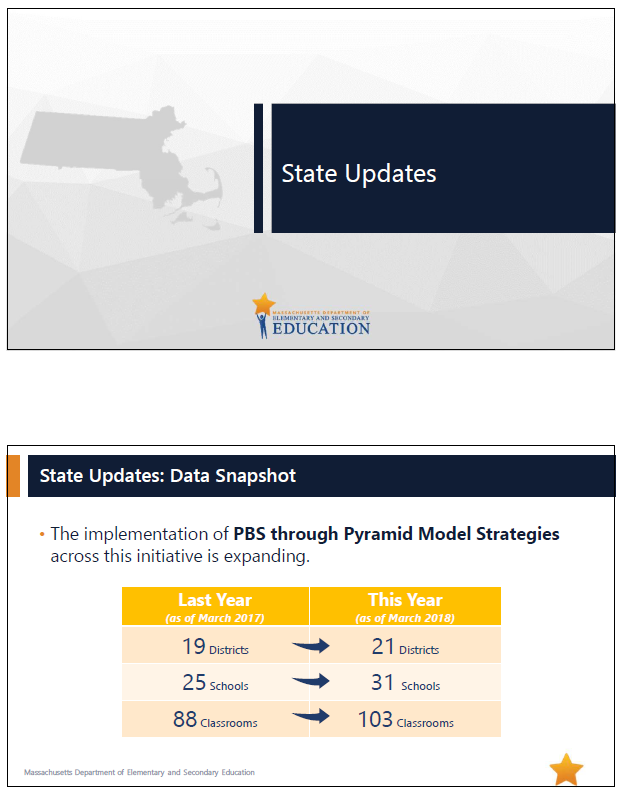 State Updates
MASSACHUSETTS DEPARTMENT OF
ELEMENTARY AND SECONDARY
EDUCATION
State Updates: Data Snapshot
• The implementation of PBS through Pyramid Model Strategies
across this initiative is expanding.
Last Year This Year
(as of March 2017) (as of March 2018)
19 Districts 21 Districts
25 Schools 31 Schools
88 Classrooms 103 Classrooms
Massachusetts Department of Elementary and Secondary Education